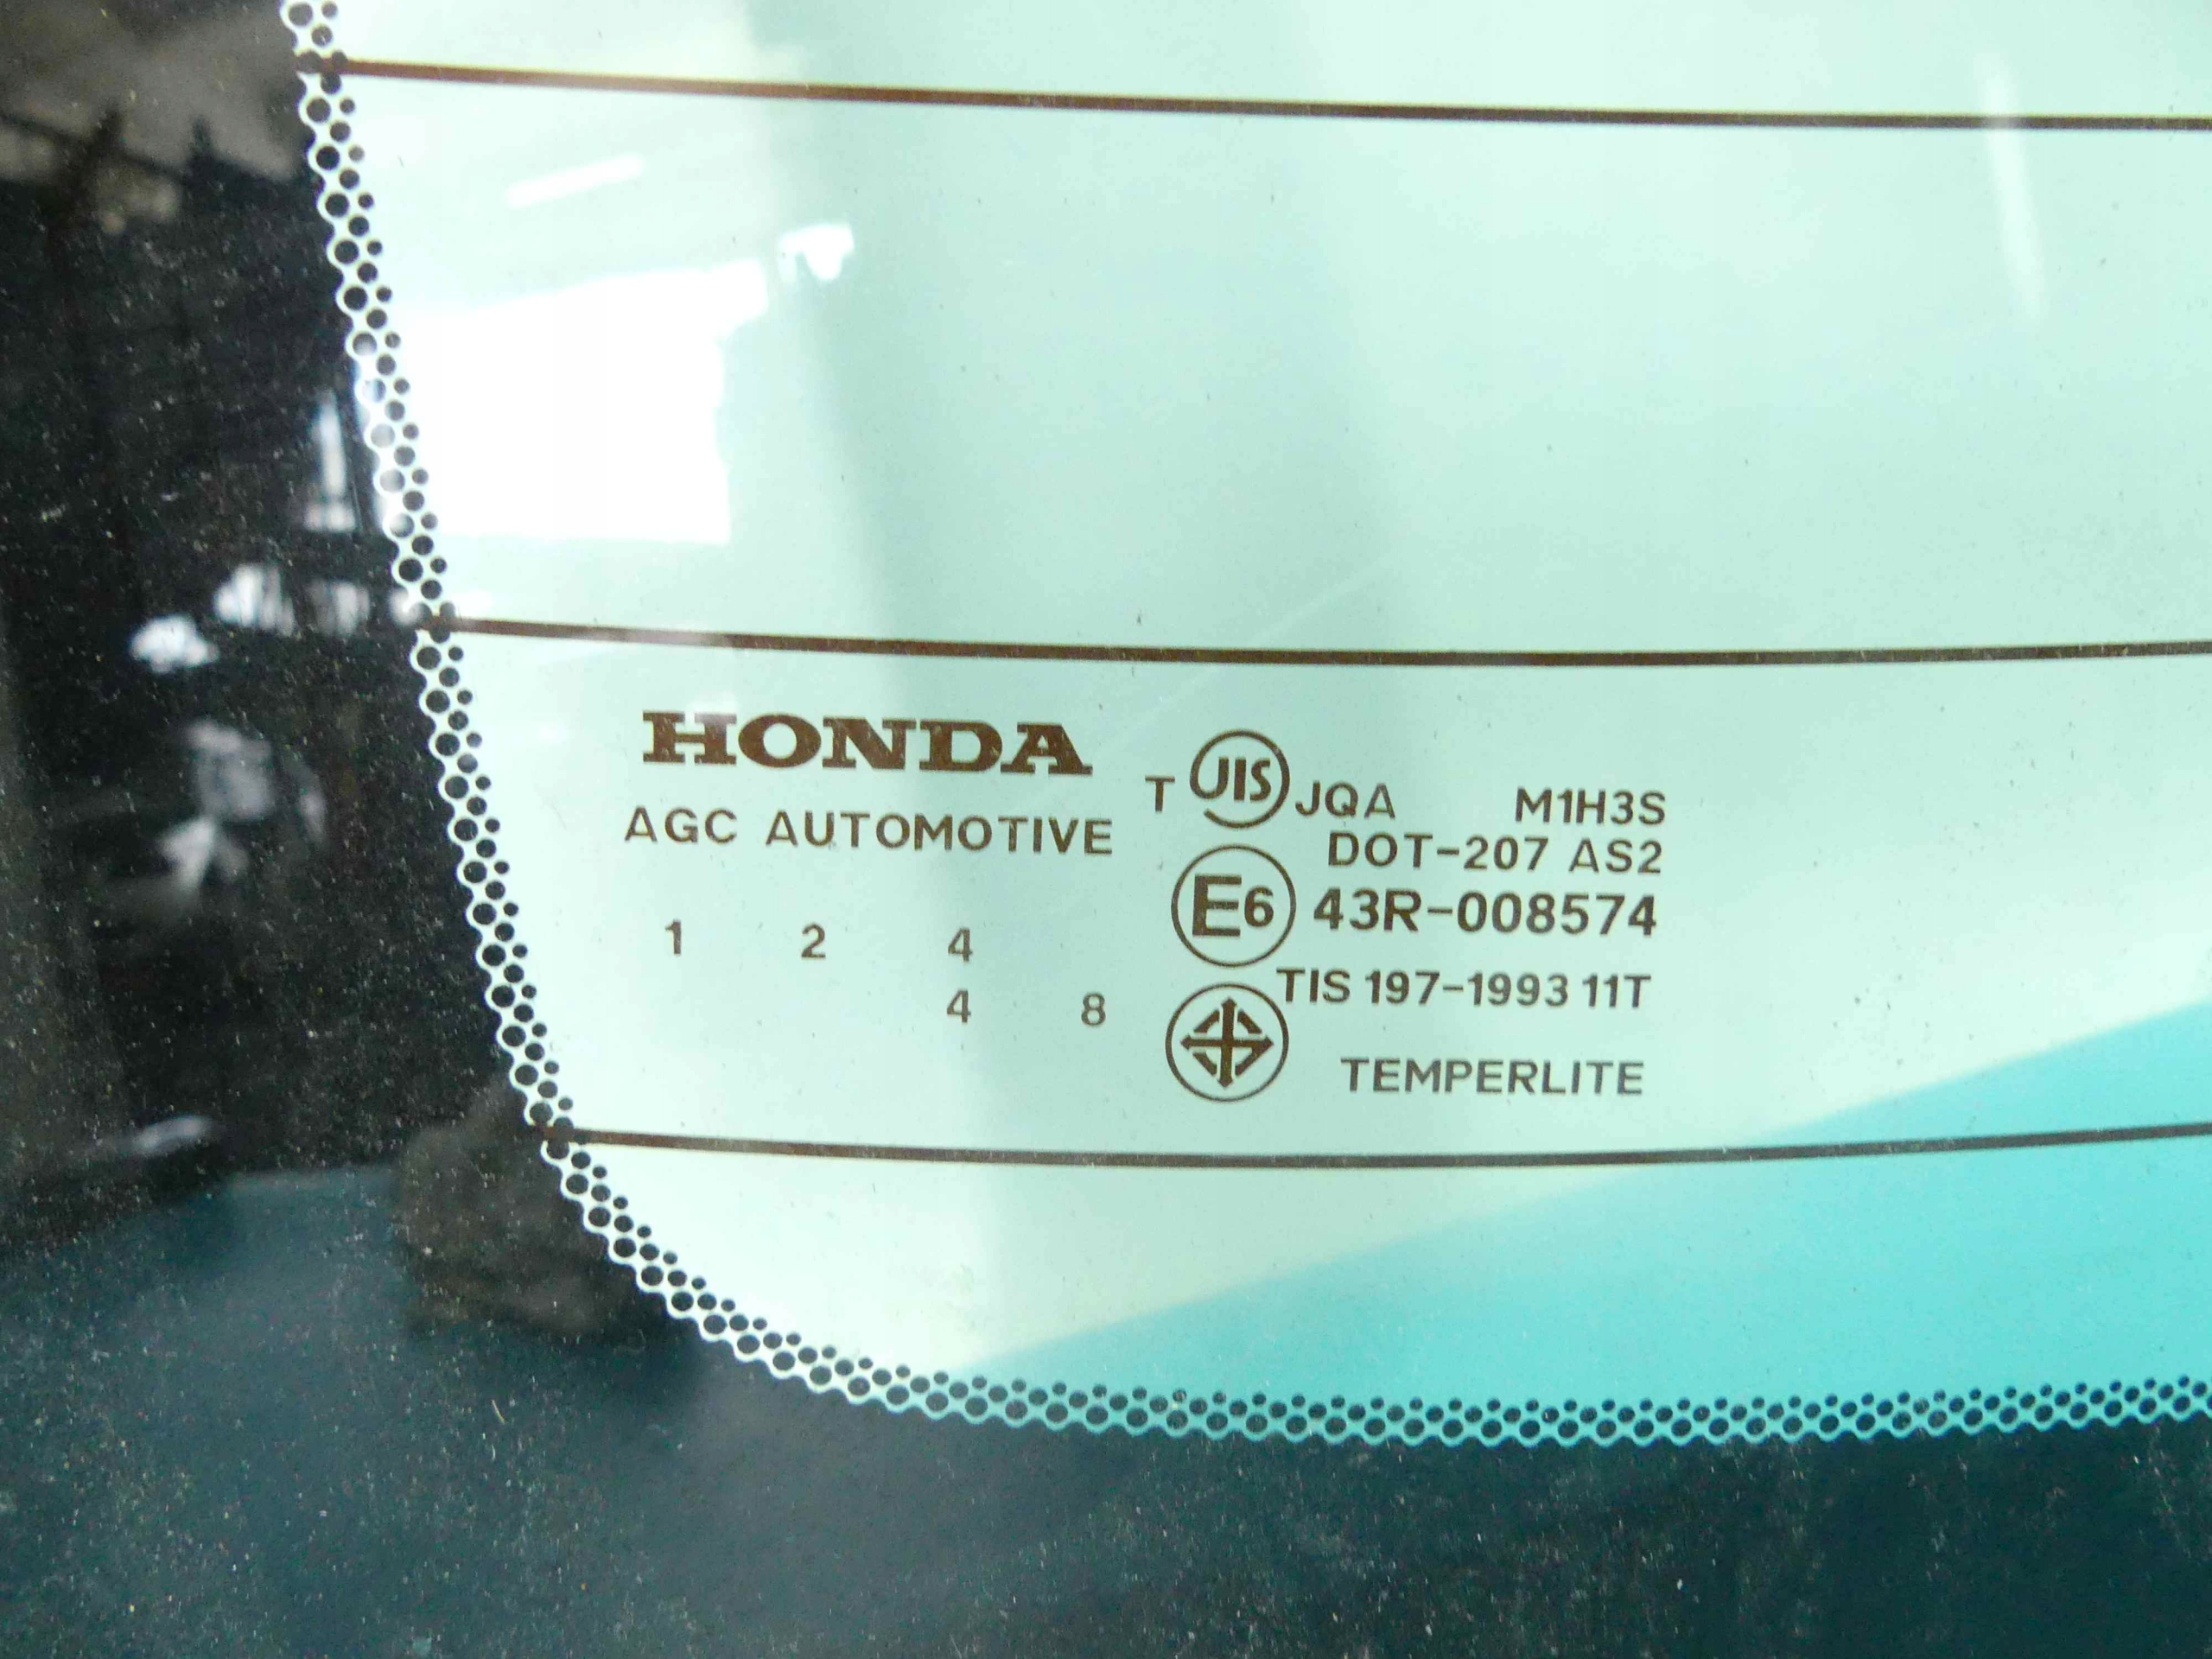 HONDA
AGC AUTOMOTIVE
1 2 4
4 8
T JIS JQA M1H3S
DOT-207 AS2
E6 43R-008574
TIS 197-1993 11T
TEMPERLITE